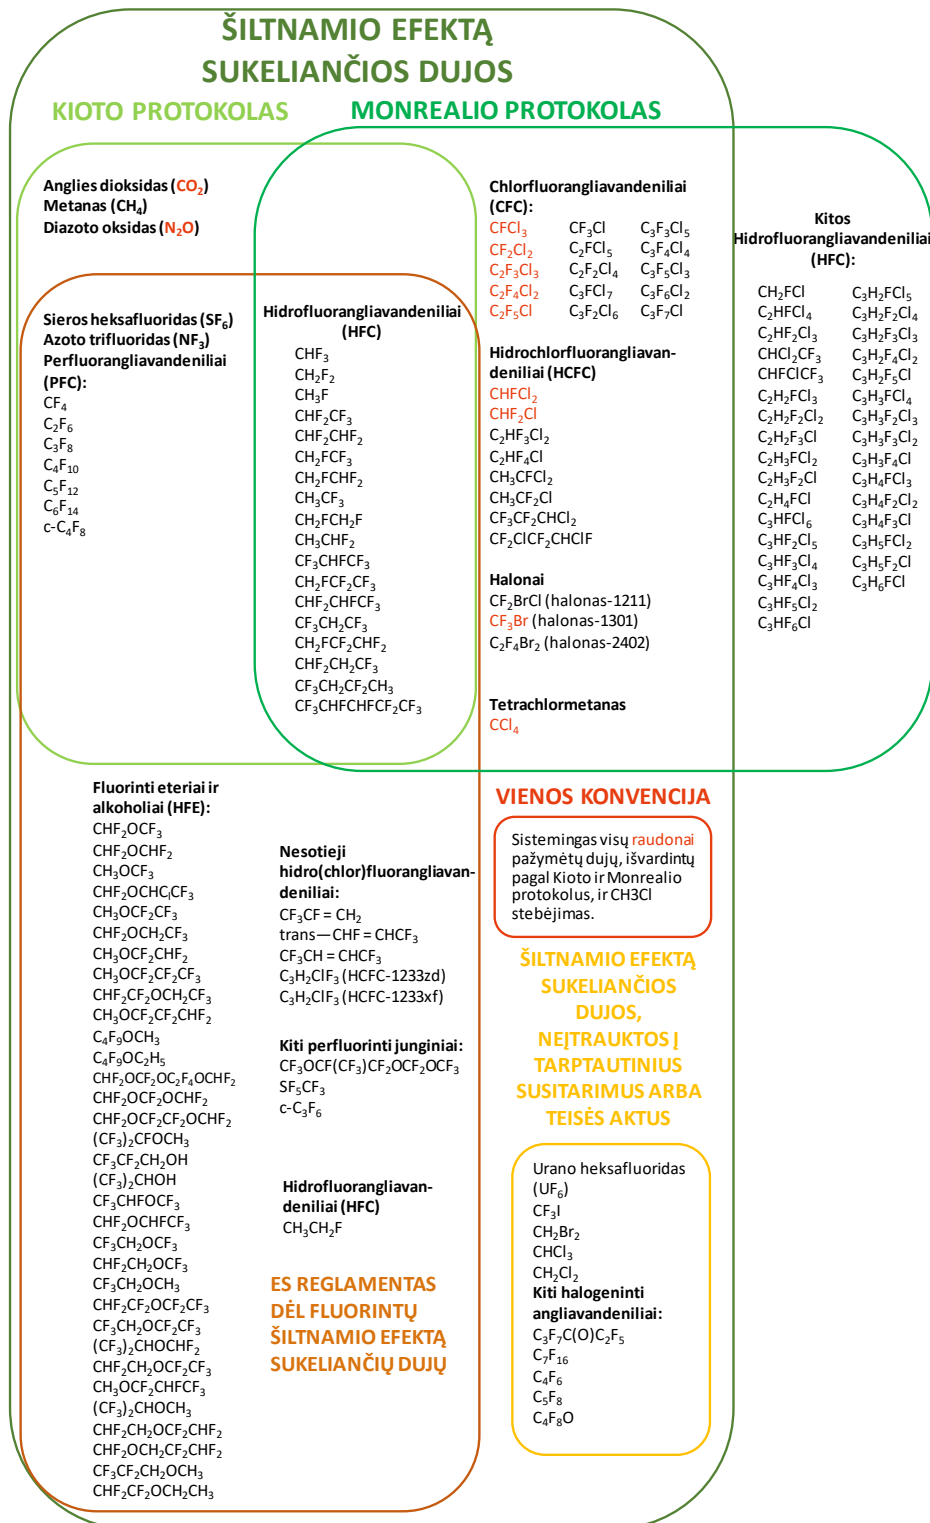 ŠILTNAMIO EFEKTĄ
SUKELIANČIOS DUJOS
KIOTO PROTOKOLAS
MONREALIO PROTOKOLAS
Anglies dioksidas (CO₂)
Metanas (CH₄)
Diazoto oksidas (N₂O)
Sieros heksafluoridas (SF₆)
Azoto trifluoridas (NF₃)
Perfluorangliavandeniliai
(PFC):
CF₄
C₂F₆
C₃F₈
C₄F₁₀
C₅F₁₂
C₆F₁₄
c-C₄F₈
Hidrofluorangliavandeniliai
(HFC)
CHF₃
CH₂F₂
CH₃F
CHF₂CF₃
CHF₂CHF₂
CH₂FCF₃
CH₂FCHF₂
CH₃CF₃
CH₂FCH₂F
CH₃CHF₂
CF₃CHFCF₃
CH₂FCF₂CF₃
CHF₂CHFCF₃
CF₃CH₂CF₃
CH₂FCF₂CHF₂
CHF₂CH₂CF₃
CF₃CH₂CF₂CH₃
CF₃CHFCHFCF₂CF₃
Chlorfluorangliavandeniliai
(CFC):
CFCl₃ CF₃Cl C₃F₃Cl₅
CF₂Cl₂ C₂FCl₅ C₃F₄Cl₄
C₂F₃Cl₃ C₂F₂Cl₄ C₃F₅Cl₃
C₂F₄Cl₂ C₃FCl₇ C₃F₆Cl₂
C₂F₅Cl C₃F₂Cl₆ C₃F₇Cl
Hidrochlorfluorangliavan-
deniliai (HCFC)
CHFCl₂
CHF₂Cl
C₂HF₃Cl₂
C₂HF₄Cl
CH₃CFCl₂
CH₃CF₂Cl
CF₃CF₂CHCl₂
CF₂ClCF₂CHClF
Halonai
CF₂BrCl (halonas-1211)
CF₃Br (halonas-1301)
C₂F₄Br₂ (halonas-2402)
Tetrachlormetanas
CCl₄
Kitos
Hidrofluorangliavandeniliai
(HFC):
CH₂FCl C₃H₂FCl₅
C₂HFCl₄ C₃H₂F₂Cl₄
C₂HF₂Cl₃ C₃H₂F₃Cl₃
CHCl₂CF₃ C₃H₂F₄Cl₂
CHFClCF₃ C₃H₂F₅Cl
C₂H₂FCl₃ C₃H₃FCl₄
C₂H₂F₂Cl₂ C₃H₃F₂Cl₃
C₂H₂F₃Cl C₃H₃F₃Cl₂
C₂H₃FCl₂ C₃H₃F₄Cl
C₂H₃F₂Cl C₃H₄FCl₃
C₂H₄FCl C₃H₄F₂Cl₂
C₃HFCl₆ C₃H₄F₃Cl
C₃HF₂Cl₅ C₃H₅FCl₂
C₃HF₃Cl₄ C₃H₅F₂Cl
C₃HF₄Cl₃ C₃H₆FCl
C₃HF₅Cl₂
C₃HF₆Cl
Fluorinti eteriai ir
alkoholiai (HFE):
CHF₂OCF₃
CHF₂OCHF₂
CH₃OCF₃
CHF₂OCHCₗCF₃
CH₃OCF₂CF₃
CHF₂OCH₂CF₃
CH₃OCF₂CHF₂
CH₃OCF₂CF₂CF₃
CHF₂CF₂OCH₂CF₃
CH₃OCF₂CF₂CHF₂
C₄F₉OCH₃
C₄F₉OC₂H₅
CHF₂OCF₂OC₂F₄OCHF₂
CHF₂OCF₂OCHF₂
CHF₂OCF₂CF₂OCHF₂
(CF₃)₂CFOCH₃
CF₃CF₂CH₂OH
(CF₃)₂CHOH
CF₃CHFOCF₃
CHF₂OCHFCF₃
CF₃CH₂OCF₃
CHF₂CH₂OCF₃
CF₃CH₂OCH₃
CHF₂CF₂OCF₂CF₃
CF₃CH₂OCF₂CF₃
(CF₃)₂CHOCHF₂
CHF₂CH₂OCF₂CF₃
CH₃OCF₂CHFCF₃
(CF₃)₂CHOCH₃
CHF₂CH₂OCF₂CHF₂
CHF₂OCH₂CF₂CHF₂
CF₃CF₂CH₂OCH₃
CHF₂CF₂OCH₂CH₃
Nesotieji
hidro(chlor)fluorangliavan-
deniliai:
CF₃CF = CH₂
trans—CHF = CHCF₃
CF₃CH = CHCF₃
C₃H₂ClF₃ (HCFC-1233zd)
C₃H₂ClF₃ (HCFC-1233xf)
Kiti perfluorinti junginiai:
CF₃OCF(CF₃)CF₂OCF₂OCF₃
SF₅CF₃
c-C₃F₆
Hidrofluorangliavan-
deniliai (HFC)
CH₃CH₂F
ES REGLAMENTAS
DĖL FLUORINTŲ
ŠILTNAMIO EFEKTĄ
SUKELIANČIŲ DUJŲ
VIENOS KONVENCIJA
Sistemingas visų raudonai
pažymėtų dujų, išvardintų
pagal Kioto ir Monrealio
protokolus, ir CH3Cl
stebėjimas.
ŠILTNAMIO EFEKTĄ
SUKELIANČIOS
DUJOS,
NEĮTRAUKTOS Į
TARPTAUTINIUS
SUSITARIMUS ARBA
TEISĖS AKTUS
Urano heksafluoridas
(UF₆)
CF₃I
CH₂Br₂
CHCl₃
CH₂Cl₂
Kiti halogeninti
angliavandeniliai:
C₃F₇C(O)C₂F₅
C₇F₁₆
C₄F₆
C₅F₈
C₄F₈O